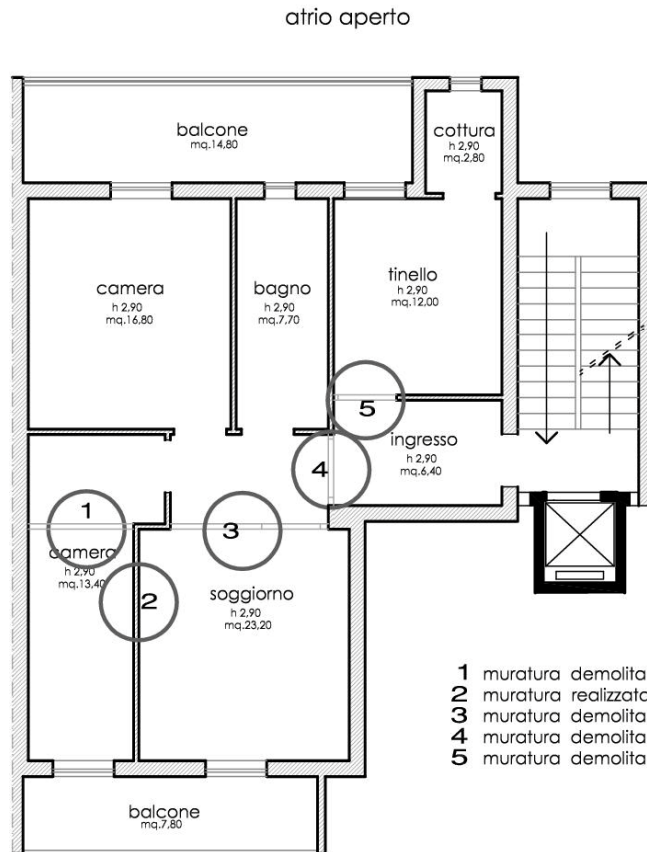 atrio aperto
balcone
mq.14,80
cottura
h 2,90
mq.2,80
camera
h 2,90
mq.16,80
bagno
h 2,90
mq.7,70
tinello
h 2,90
mq.12,00
5
ingresso
h 2,90
mq.6,40
4
1
3
camera
h 2,90
mq.13,40
2
soggiorno
h 2,90
mq.23,20
1 muratura demolita
2 muratura realizzata
3 muratura demolita
4 muratura demolita
5 muratura demolita
balcone
mq.7,80